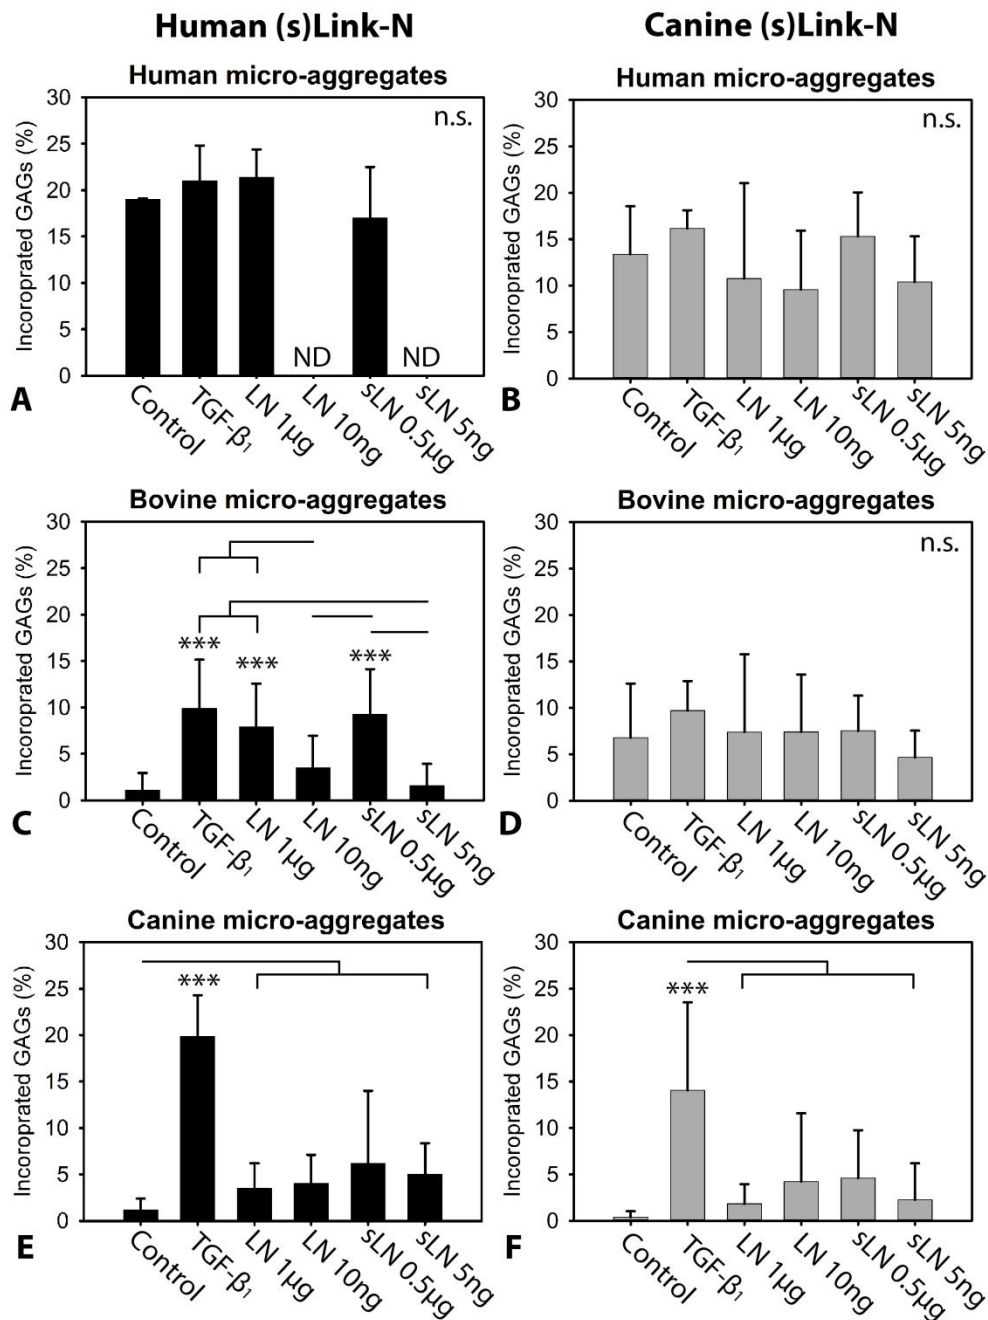 Human (s)Link-N
Canine (s)Link-N
Human micro-aggregates
Incoroprated GAGs (%)
30
25
20
15
10
5
0
n.s.
ND
ND
Control
TGF-β₁
LN 1µg
LN 10ng
sLN 0.5µg
sLN 5ng
A
Human micro-aggregates
Incoroprated GAGs (%)
30
25
20
15
10
5
0
n.s.
Control
TGF-β₁
LN 1µg
LN 10ng
sLN 0.5µg
sLN 5ng
B
Bovine micro-aggregates
Incoroprated GAGs (%)
30
25
20
15
10
5
0
***
***
***
Control
TGF-β₁
LN 1µg
LN 10ng
sLN 0.5µg
sLN 5ng
C
Bovine micro-aggregates
Incoroprated GAGs (%)
30
25
20
15
10
5
0
n.s.
Control
TGF-β₁
LN 1µg
LN 10ng
sLN 0.5µg
sLN 5ng
D
Canine micro-aggregates
Incoroprated GAGs (%)
30
25
20
15
10
5
0
***
Control
TGF-β₁
LN 1µg
LN 10ng
sLN 0.5µg
sLN 5ng
E
Canine micro-aggregates
Incoroprated GAGs (%)
30
25
20
15
10
5
0
***
Control
TGF-β₁
LN 1µg
LN 10ng
sLN 0.5µg
sLN 5ng
F